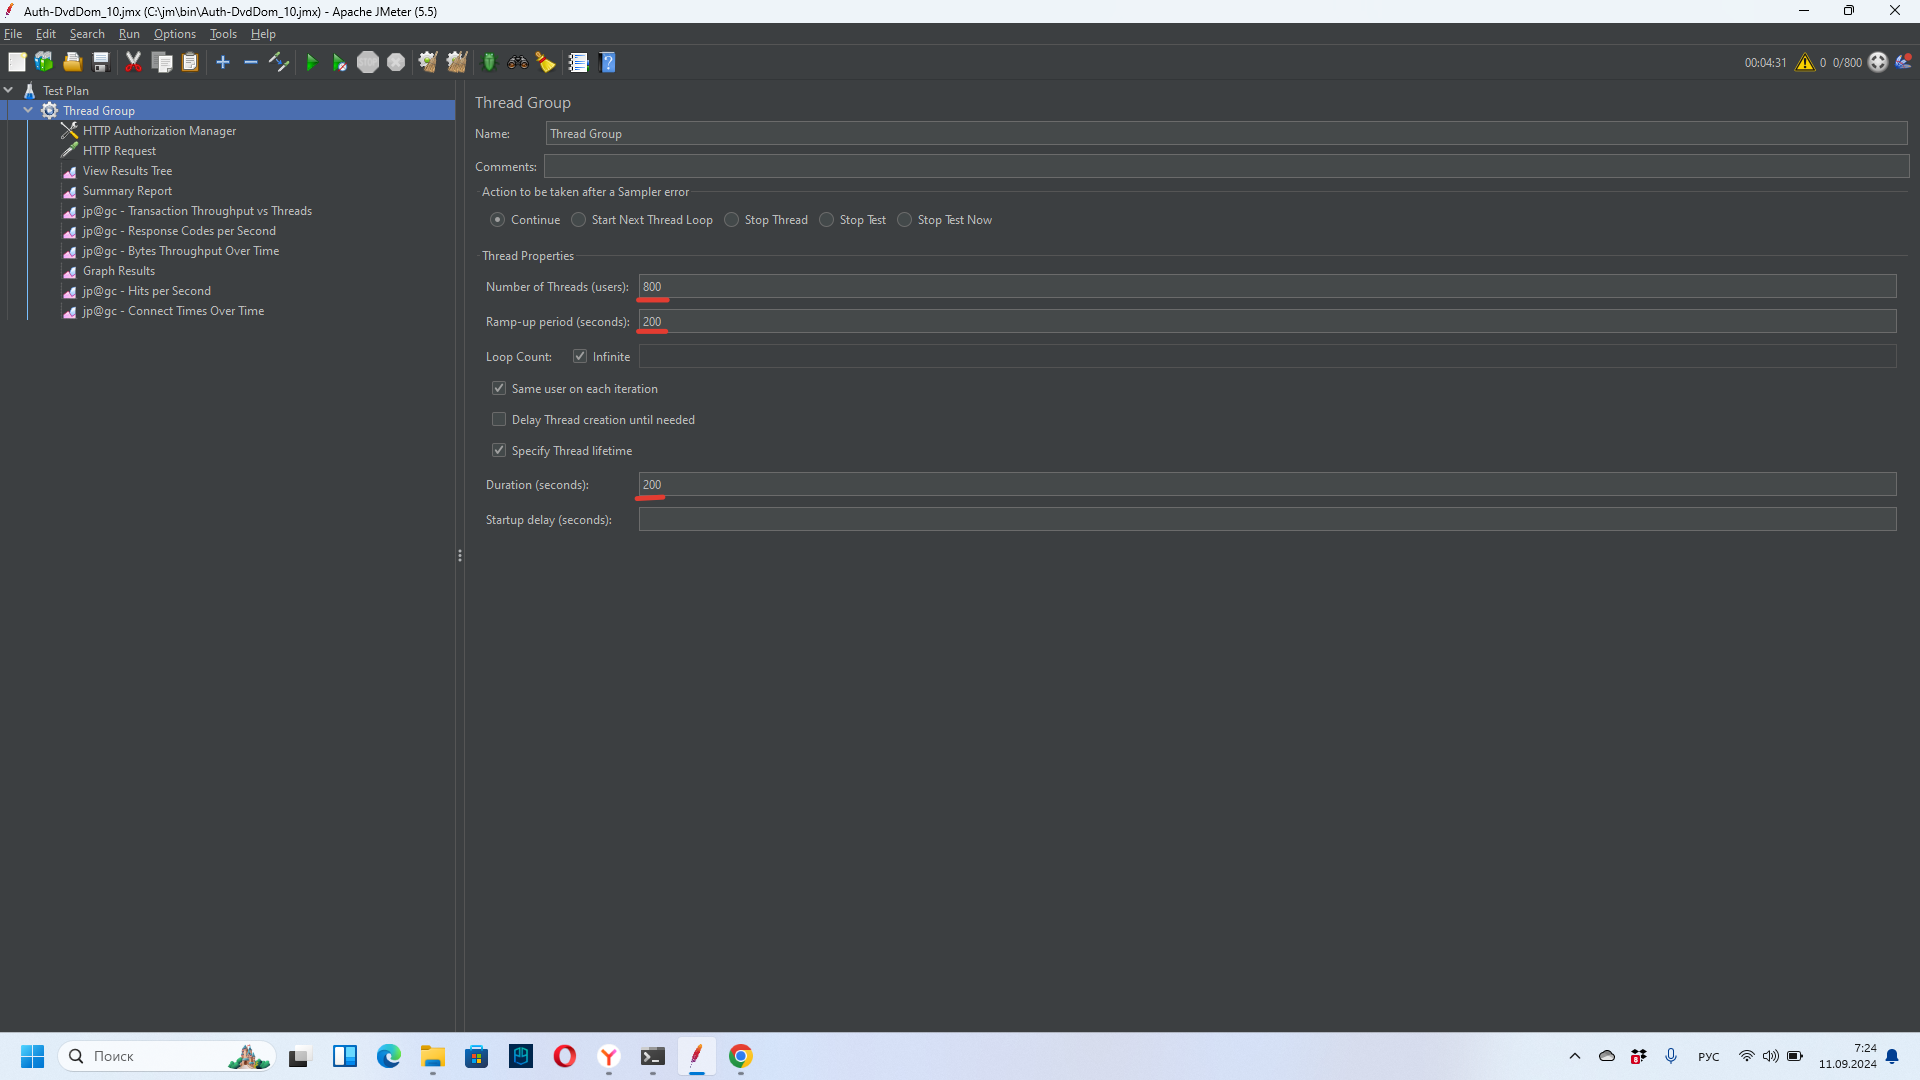 Auth-DvdDom_10.jmx (C:\jm\bin\Auth-DvdDom_10.jmx) - Apache JMeter (5.5)
File Edit Search Run Options Tools Help
00:04:31 0 0/800
Test Plan
Thread Group
HTTP Authorization Manager
HTTP Request
View Results Tree
Summary Report
jp@gc - Transaction Throughput vs Threads
jp@gc - Response Codes per Second
jp@gc - Bytes Throughput Over Time
Graph Results
jp@gc - Hits per Second
jp@gc - Connect Times Over Time
Thread Group
Name: Thread Group
Comments:
Action to be taken after a Sampler error
Continue Start Next Thread Loop Stop Thread Stop Test Stop Test Now
Thread Properties
Number of Threads (users): 800
Ramp-up period (seconds): 200
Loop Count: Infinite
Same user on each iteration
Delay Thread creation until needed
Specify Thread lifetime
Duration (seconds): 200
Startup delay (seconds):
Поиск
РУС
7:24
11.09.2024